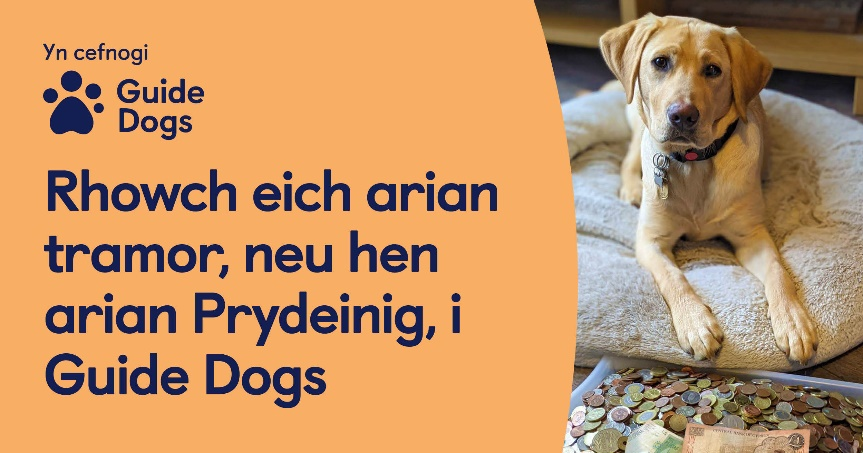 Yn cefnogi
Guide
Dogs
Rhowch eich arian
tramor, neu hen
arian Prydeinig, i
Guide Dogs